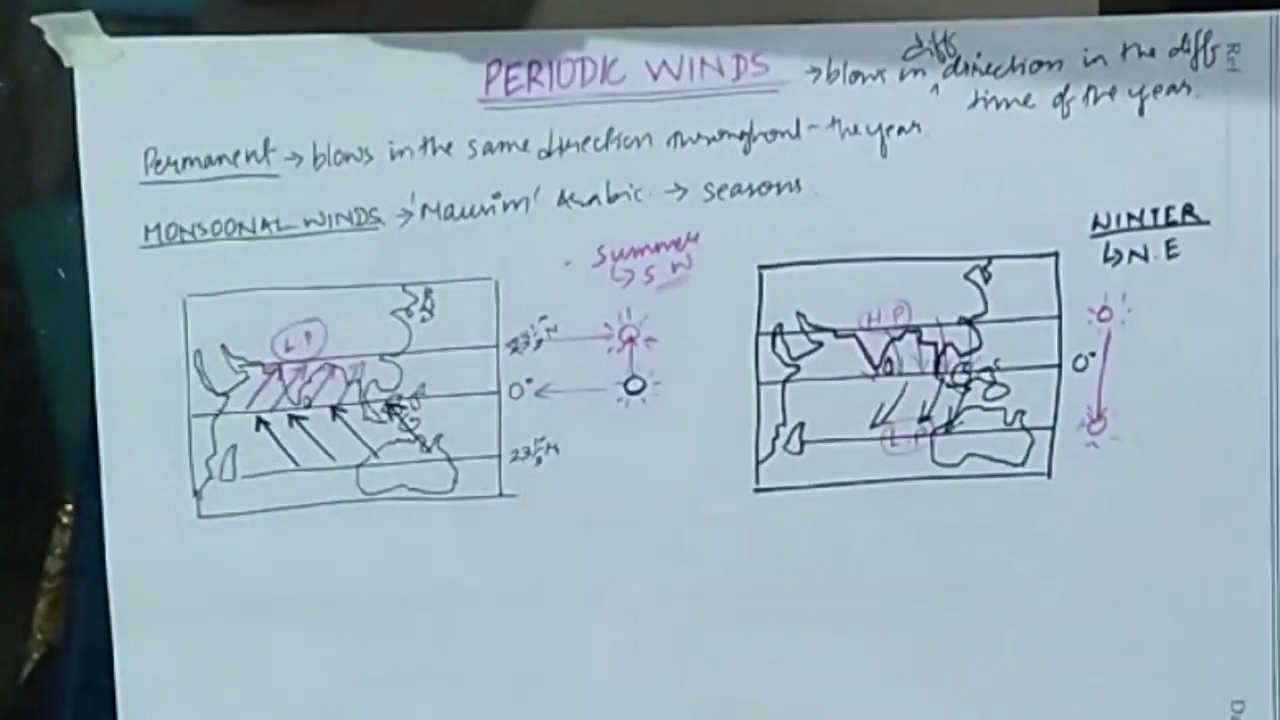 PERIODIC WINDS → blows in diff direction in the diff
time of the year.
Permanent → blows in the same direction throughout the year.
MONSOONAL WINDS → 'Mausim' Arabic → seasons.
Summer
↳ S W
WINTER
↳ N.E
L.P
23½°N
0°
23½°N
H P
0°
L.P